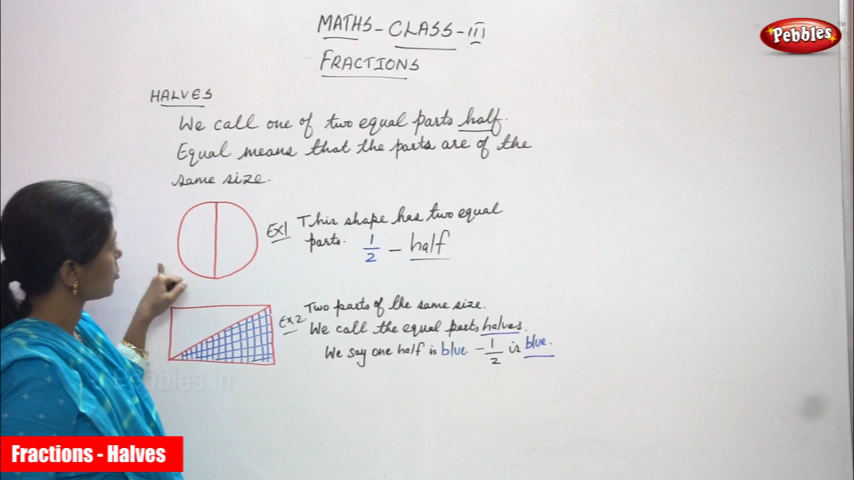 MATHS - CLASS - III
Pebbles
FRACTIONS
HALVES
We call one of two equal parts half.
Equal means that the parts are of the
same size.
EX1 This shape has two equal
parts. 1/2 - half
EX2 Two parts of the same size.
We call the equal parts halves.
We say one half is blue - 1/2 is blue.
pebbles.in
Fractions - Halves